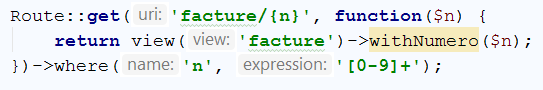 Route::get( uri: 'facture/{n}', function($n) {
    return view( view: 'facture')->withNumero($n);
})->where( name: 'n', expression: '[0-9]+');